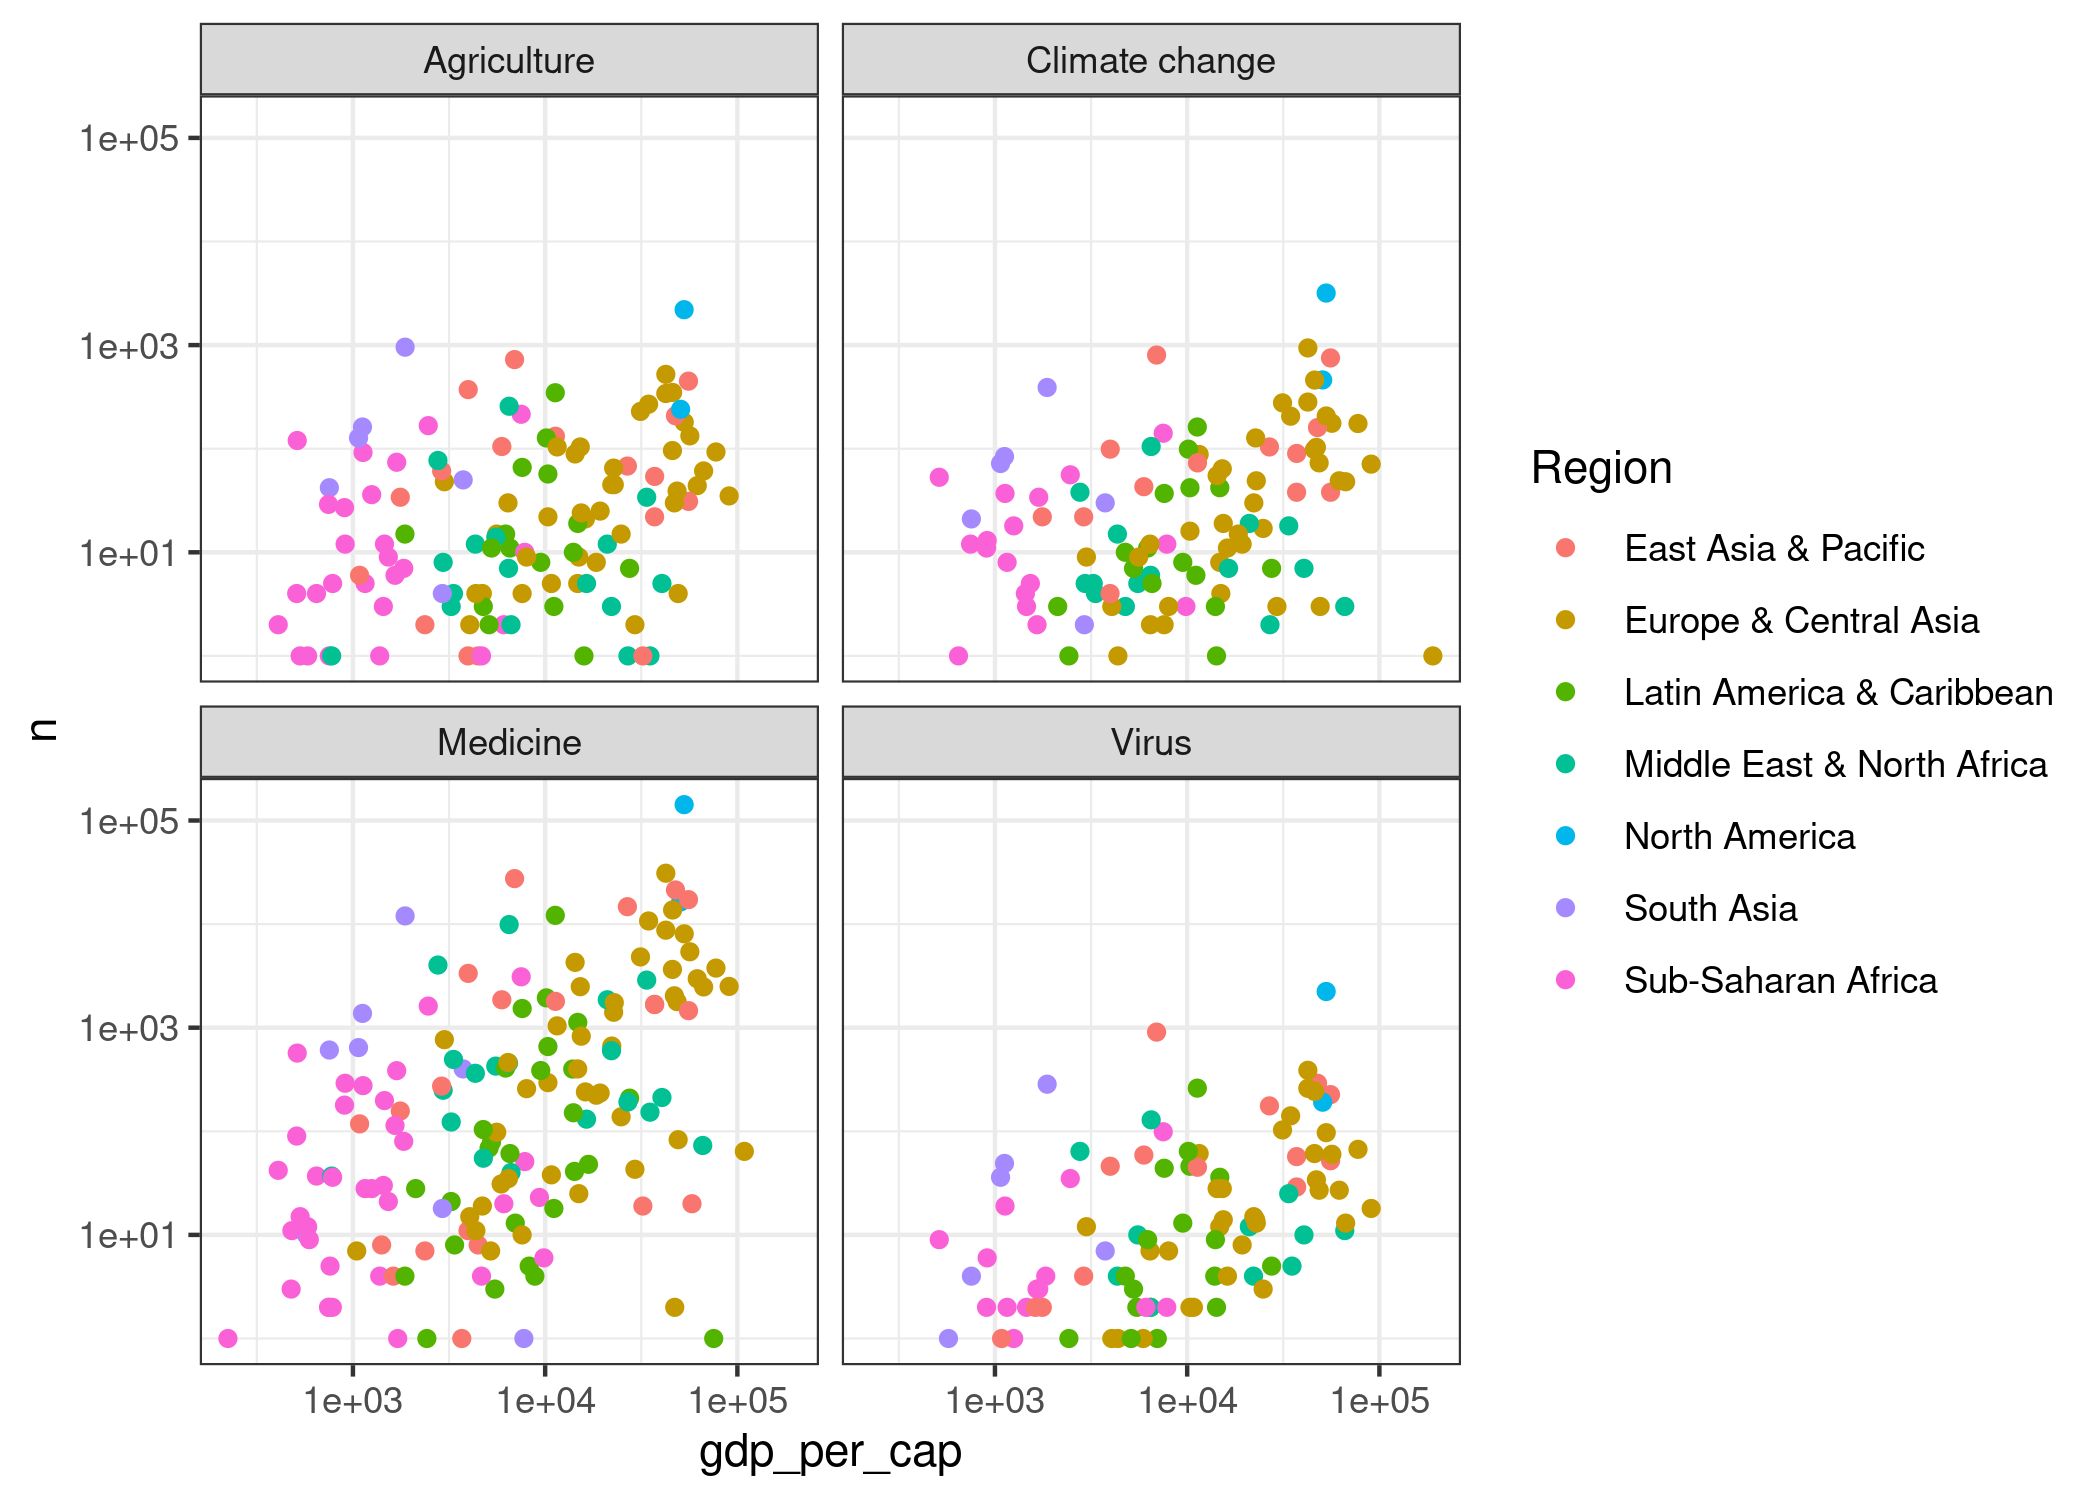 Agriculture
Climate change
1e+05
1e+03
1e+01
n
Medicine
Virus
1e+05
1e+03
1e+01
1e+03
1e+04
1e+05
1e+03
1e+04
1e+05
gdp_per_cap
Region
East Asia & Pacific
Europe & Central Asia
Latin America & Caribbean
Middle East & North Africa
North America
South Asia
Sub-Saharan Africa